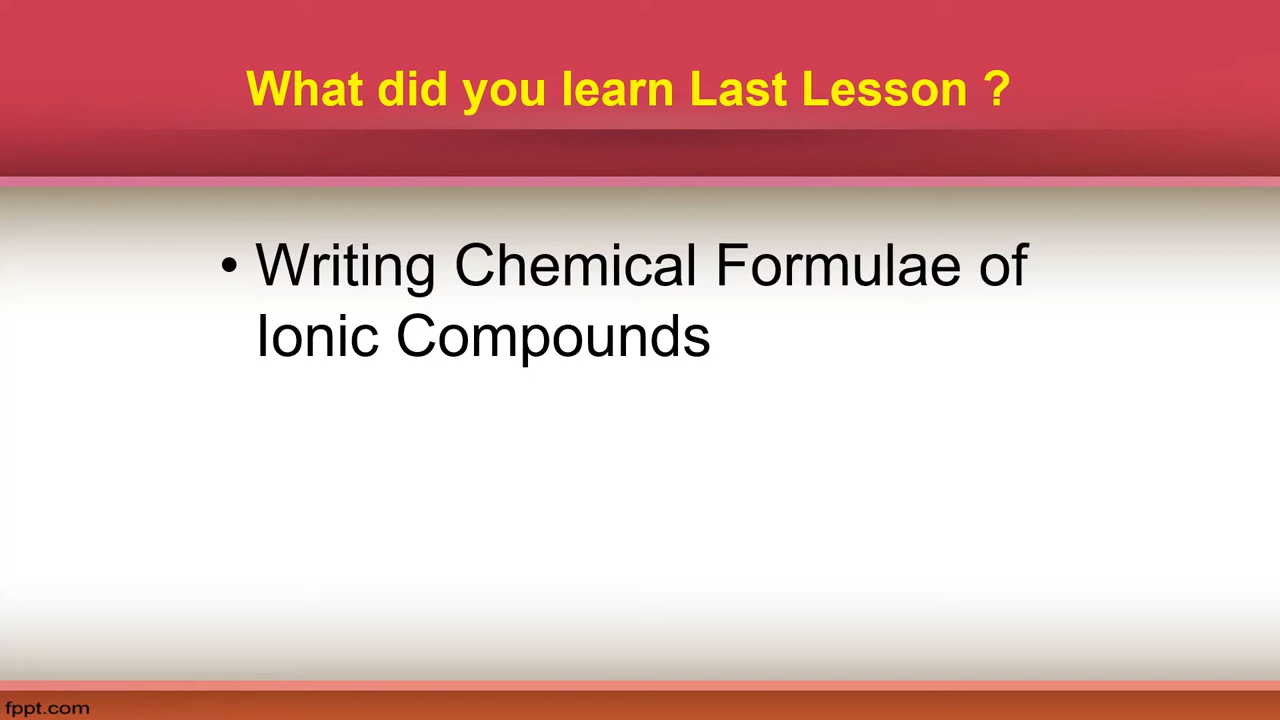 What did you learn Last Lesson ?
• Writing Chemical Formulae of
Ionic Compounds
fppt.com